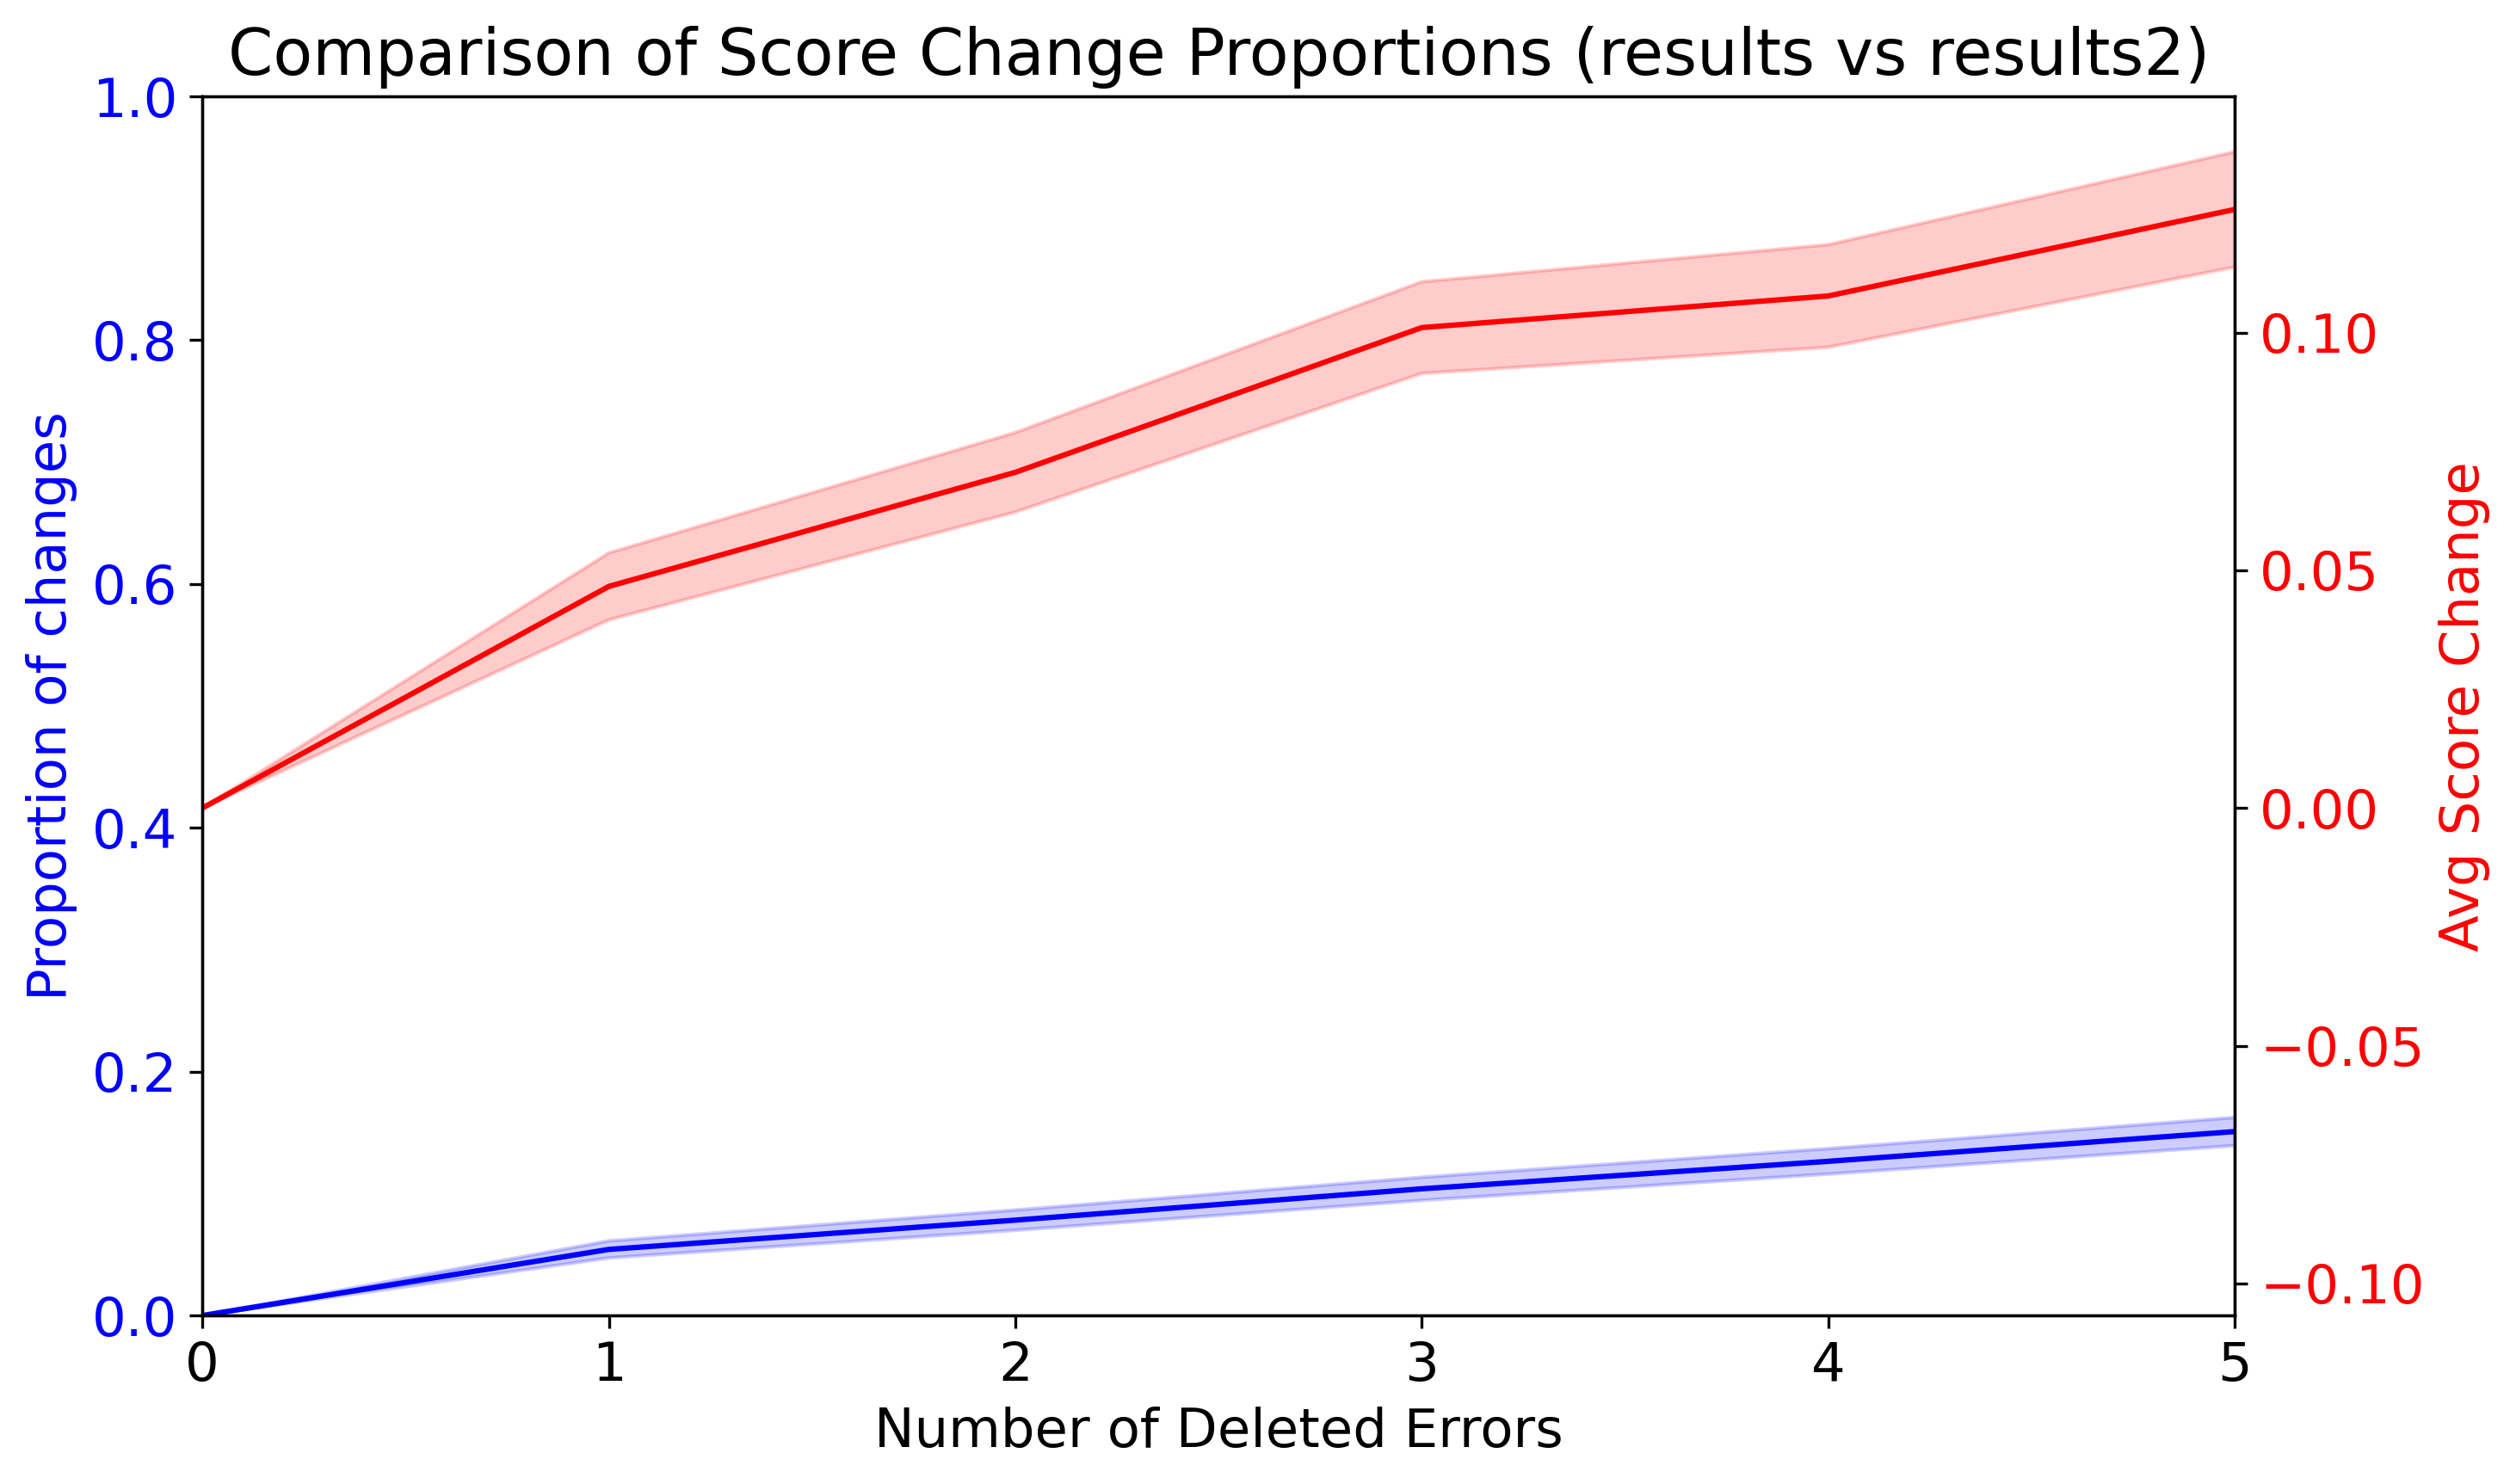 Comparison of Score Change Proportions (results vs results2)
1.0
0.8
0.6
0.4
0.2
0.0
Proportion of changes
0.10
0.05
0.00
−0.05
−0.10
Avg Score Change
0 1 2 3 4 5
Number of Deleted Errors